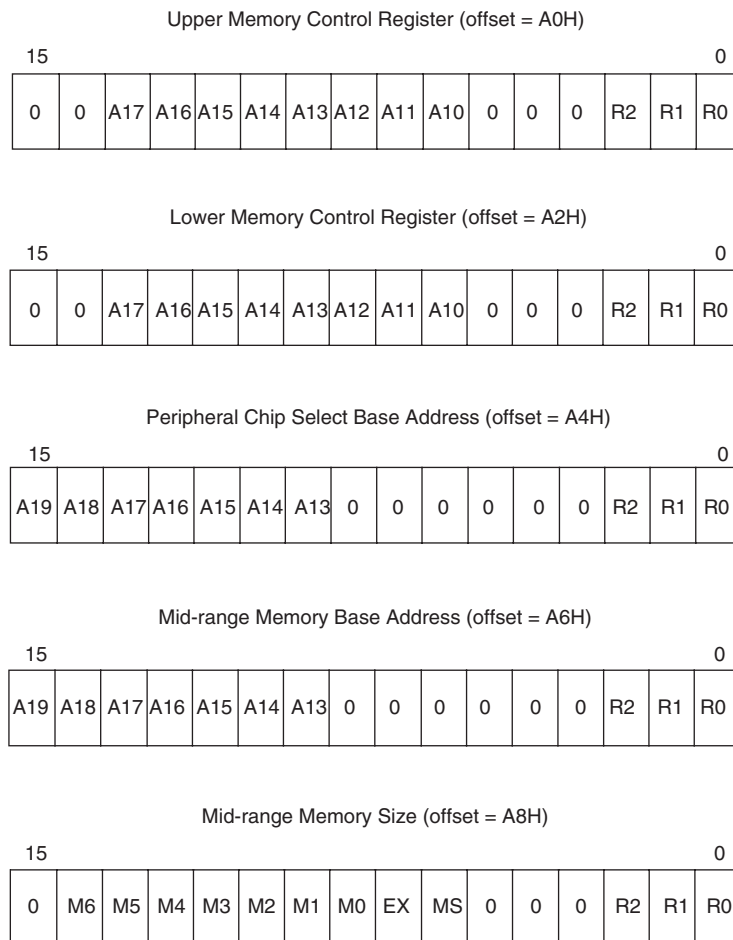 Upper Memory Control Register (offset = A0H)
15 0
0 0 A17 A16 A15 A14 A13 A12 A11 A10 0 0 0 R2 R1 R0
Lower Memory Control Register (offset = A2H)
15 0
0 0 A17 A16 A15 A14 A13 A12 A11 A10 0 0 0 R2 R1 R0
Peripheral Chip Select Base Address (offset = A4H)
15 0
A19 A18 A17 A16 A15 A14 A13 0 0 0 0 0 0 R2 R1 R0
Mid-range Memory Base Address (offset = A6H)
15 0
A19 A18 A17 A16 A15 A14 A13 0 0 0 0 0 0 R2 R1 R0
Mid-range Memory Size (offset = A8H)
15 0
0 M6 M5 M4 M3 M2 M1 M0 EX MS 0 0 0 R2 R1 R0